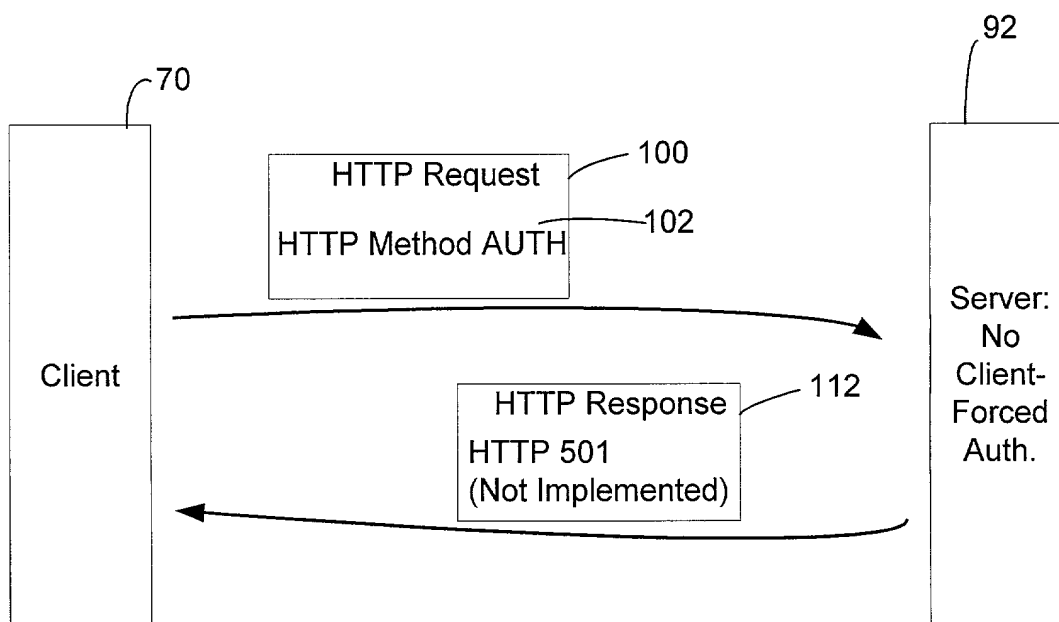 92
70
100
HTTP Request
102
HTTP Method AUTH
Server:
No
Client-
Forced
Auth.
Client
112
HTTP Response
HTTP 501
(Not Implemented)